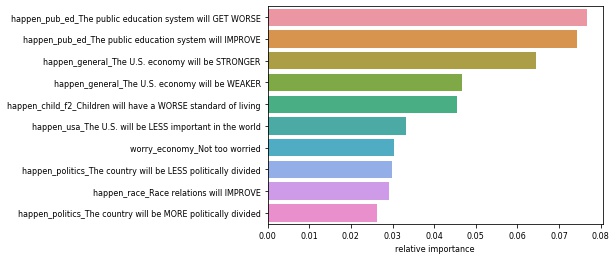 happen_pub_ed_The public education system will GET WORSE
happen_pub_ed_The public education system will IMPROVE
happen_general_The U.S. economy will be STRONGER
happen_general_The U.S. economy will be WEAKER
happen_child_f2_Children will have a WORSE standard of living
happen_usa_The U.S. will be LESS important in the world
worry_economy_Not too worried
happen_politics_The country will be LESS politically divided
happen_race_Race relations will IMPROVE
happen_politics_The country will be MORE politically divided
0.00 0.01 0.02 0.03 0.04 0.05 0.06 0.07 0.08
relative importance